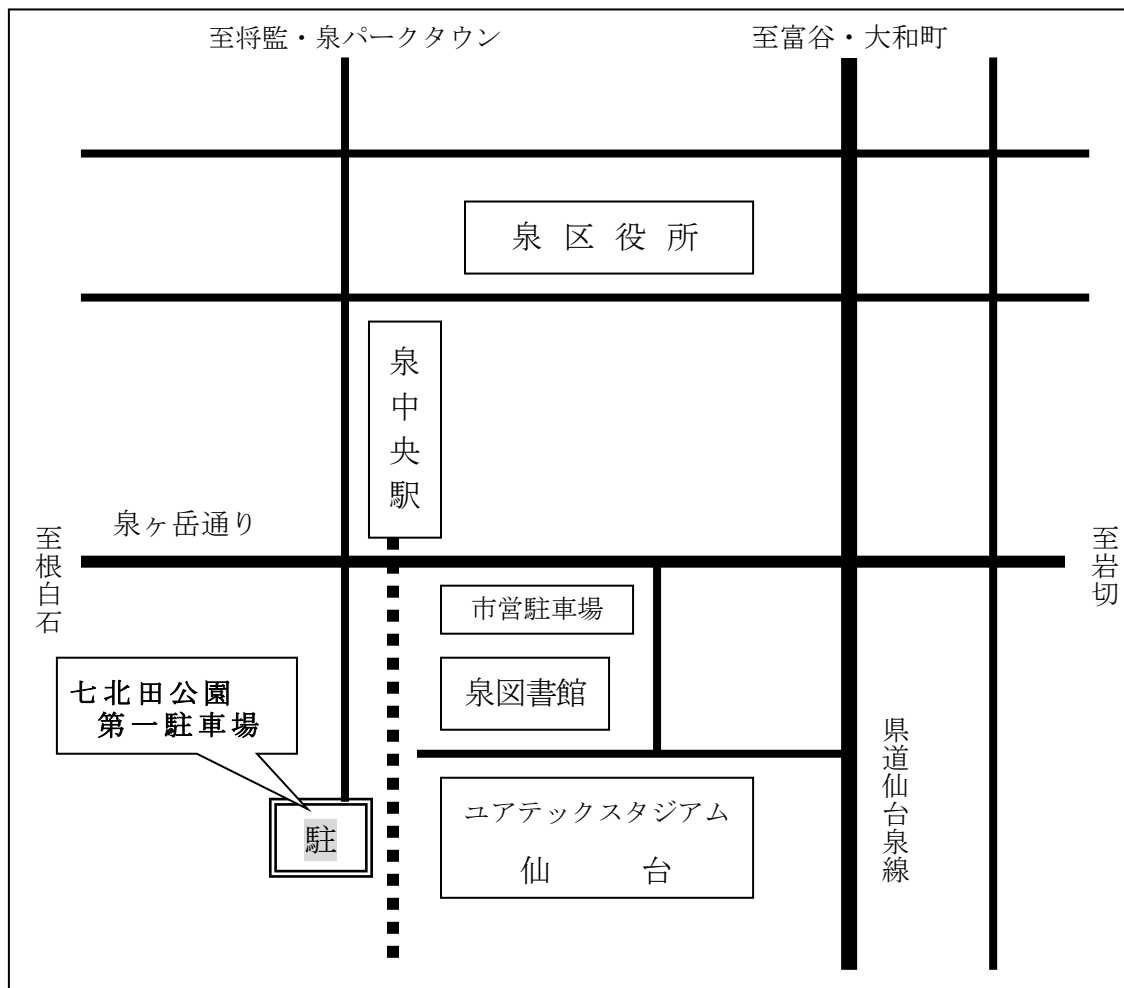 至将監・泉パークタウン
至富谷・大和町
泉区役所
泉中央駅
泉ヶ岳通り
至根白石
至岩切
市営駐車場
泉図書館
七北田公園
第一駐車場
県道仙台泉線
ユアテックスタジアム
仙台
駐